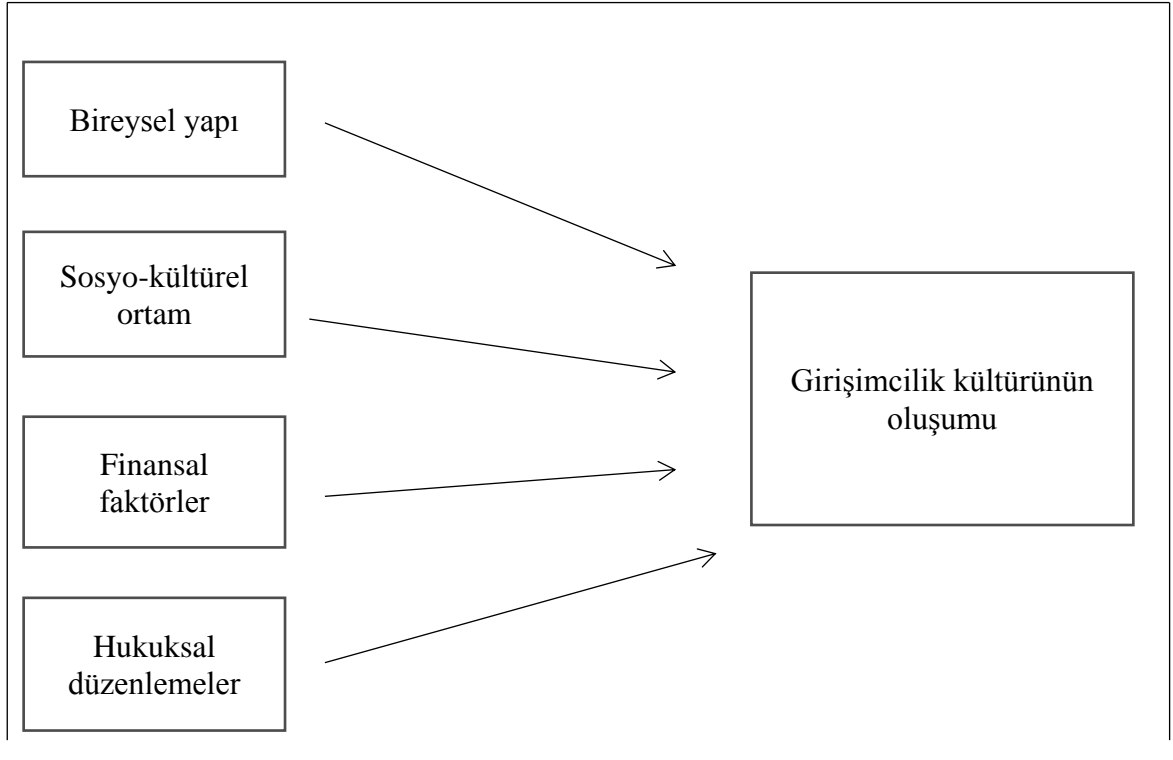 Bireysel yapı
Sosyo-kültürel
ortam
Finansal
faktörler
Hukuksal
düzenlemeler
Girişimcilik kültürünün
oluşumu